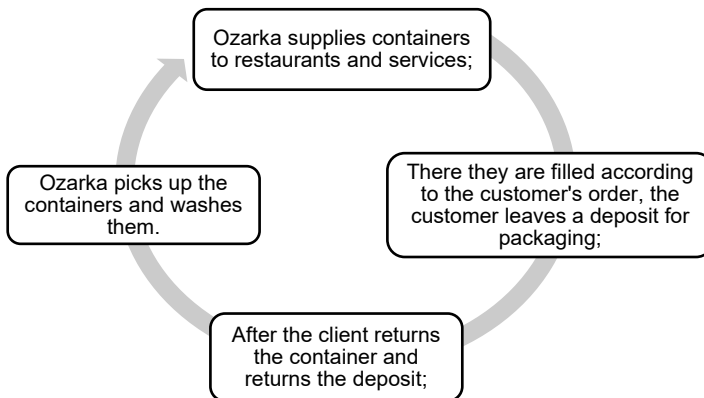 Ozarka supplies containers
to restaurants and services;
There they are filled according
to the customer's order, the
customer leaves a deposit for
packaging;
After the client returns
the container and
returns the deposit;
Ozarka picks up the
containers and washes
them.